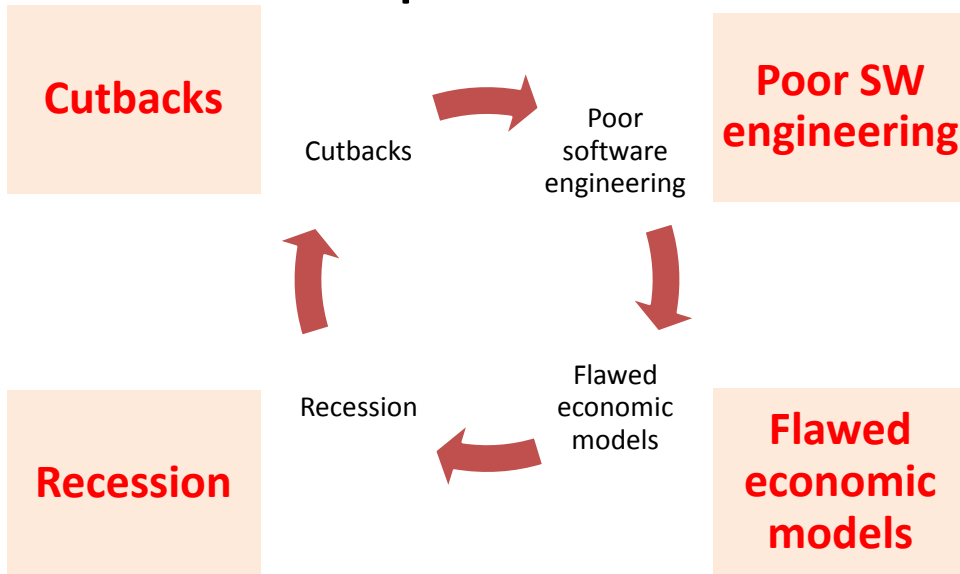 Cutbacks
Poor SW
engineering
Cutbacks
Poor
software
engineering
Recession
Flawed
economic
models
Recession
Flawed
economic
models